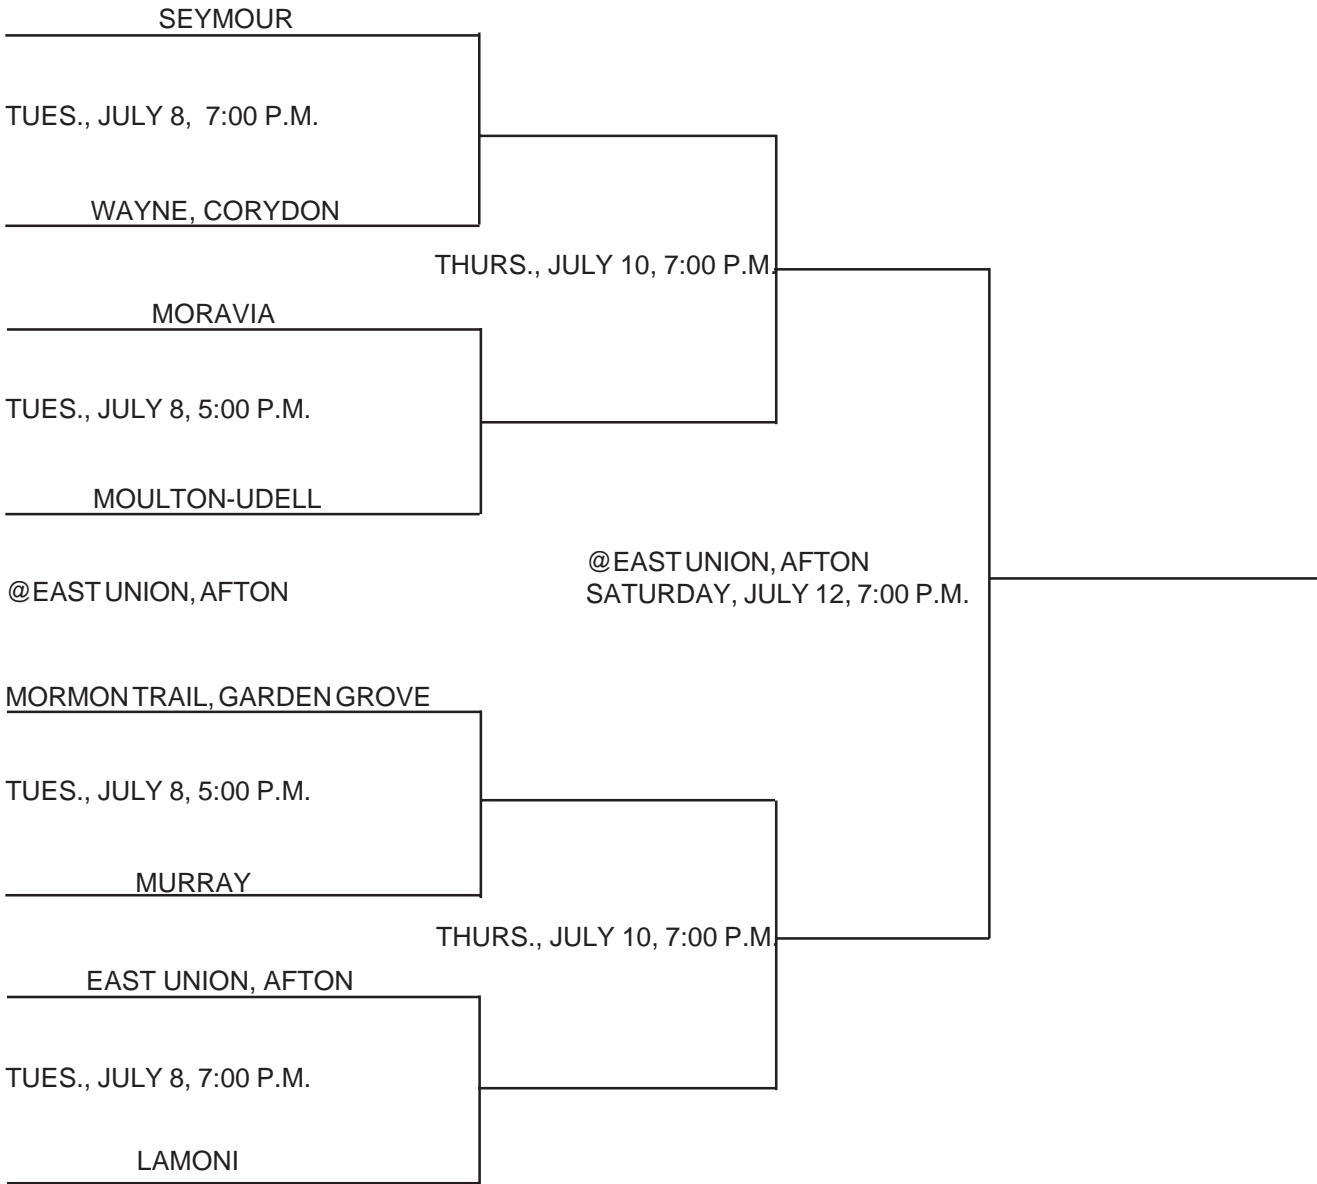 SEYMOUR
TUES., JULY 8, 7:00 P.M.
WAYNE, CORYDON
THURS., JULY 10, 7:00 P.M.
MORAVIA
TUES., JULY 8, 5:00 P.M.
MOULTON-UDELL
@EAST UNION, AFTON
SATURDAY, JULY 12, 7:00 P.M.
@EAST UNION, AFTON
MORMON TRAIL, GARDEN GROVE
TUES., JULY 8, 5:00 P.M.
MURRAY
THURS., JULY 10, 7:00 P.M.
EAST UNION, AFTON
TUES., JULY 8, 7:00 P.M.
LAMONI